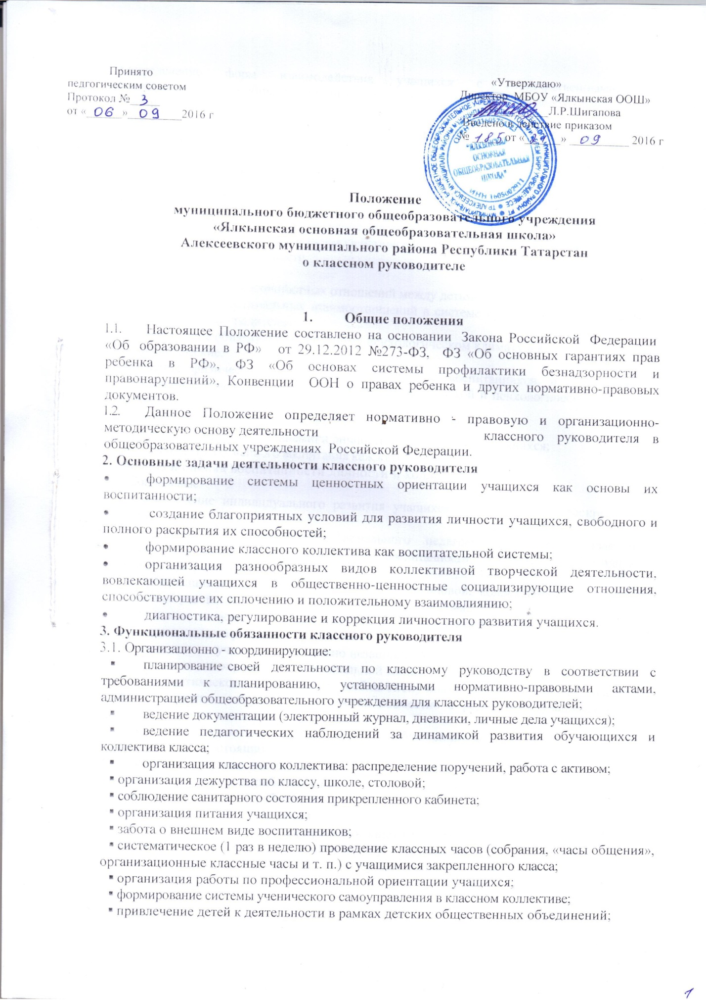 Принято
педгогическим советом
Протокол № 3
от « 06 » 09 2016 г
«Утверждаю»
Директор МБОУ «Ялкынская ООШ»
Л.Р.Шигапова
Введено в действие приказом
№ 185 от « » 09 2016 г
"ЯЛКЫНСКАЯ
ОСНОВНАЯ
ОБЩЕОБРАЗОВАТЕЛЬНАЯ
ШКОЛА"
Положение
муниципального бюджетного общеобразовательного учреждения
«Ялкынская основная общеобразовательная школа»
Алексеевского муниципального района Республики Татарстан
о классном руководителе
1. Общие положения
1.1. Настоящее Положение составлено на основании Закона Российской Федерации
«Об образовании в РФ» от 29.12.2012 №273-ФЗ, ФЗ «Об основных гарантиях прав
ребенка в РФ», ФЗ «Об основах системы профилактики безнадзорности и
правонарушений», Конвенции ООН о правах ребенка и других нормативно-правовых
документов.
1.2. Данное Положение определяет нормативно - правовую и организационно-
методическую основу деятельности классного руководителя в
общеобразовательных учреждениях Российской Федерации.
2. Основные задачи деятельности классного руководителя
• формирование системы ценностных ориентации учащихся как основы их
воспитанности;
• создание благоприятных условий для развития личности учащихся, свободного и
полного раскрытия их способностей;
• формирование классного коллектива как воспитательной системы;
• организация разнообразных видов коллективной творческой деятельности,
вовлекающей учащихся в общественно-ценностные социализирующие отношения,
способствующие их сплочению и положительному взаимовлиянию;
• диагностика, регулирование и коррекция личностного развития учащихся.
3. Функциональные обязанности классного руководителя
3.1. Организационно - координирующие:
▪ планирование своей деятельности по классному руководству в соответствии с
требованиями к планированию, установленными нормативно-правовыми актами,
администрацией общеобразовательного учреждения для классных руководителей;
▪ ведение документации (электронный журнал, дневники, личные дела учащихся);
▪ ведение педагогических наблюдений за динамикой развития обучающихся и
коллектива класса;
▪ организация классного коллектива: распределение поручений, работа с активом;
▪ организация дежурства по классу, школе, столовой;
▪ соблюдение санитарного состояния прикрепленного кабинета;
▪ организация питания учащихся;
▪ забота о внешнем виде воспитанников;
▪ систематическое (1 раз в неделю) проведение классных часов (собрания, «часы общения»,
организационные классные часы и т. п.) с учащимися закрепленного класса;
▪ организация работы по профессиональной ориентации учащихся;
▪ формирование системы ученического самоуправления в классном коллективе;
▪ привлечение детей к деятельности в рамках детских общественных объединений;
1